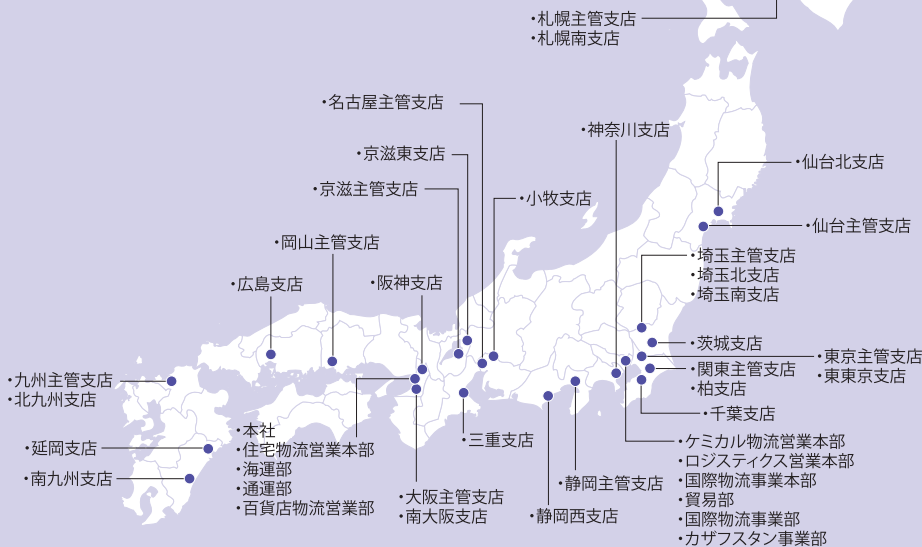 ・札幌主管支店
・札幌南支店
・名古屋主管支店
・神奈川支店
・京滋東支店
・仙台北支店
・京滋主管支店
・小牧支店
・仙台主管支店
・岡山主管支店
・埼玉主管支店
・埼玉北支店
・埼玉南支店
・広島支店
・阪神支店
・茨城支店
・東京主管支店
・東東京支店
・関東主管支店
・柏支店
・九州主管支店
・北九州支店
・千葉支店
・本社
・住宅物流営業本部
・海運部
・通運部
・百貨店物流営業部
・三重支店
・ケミカル物流営業本部
・ロジスティクス営業本部
・国際物流事業本部
・貿易部
・国際物流事業部
・カザフスタン事業部
・延岡支店
・南九州支店
・静岡主管支店
・大阪主管支店
・南大阪支店
・静岡西支店